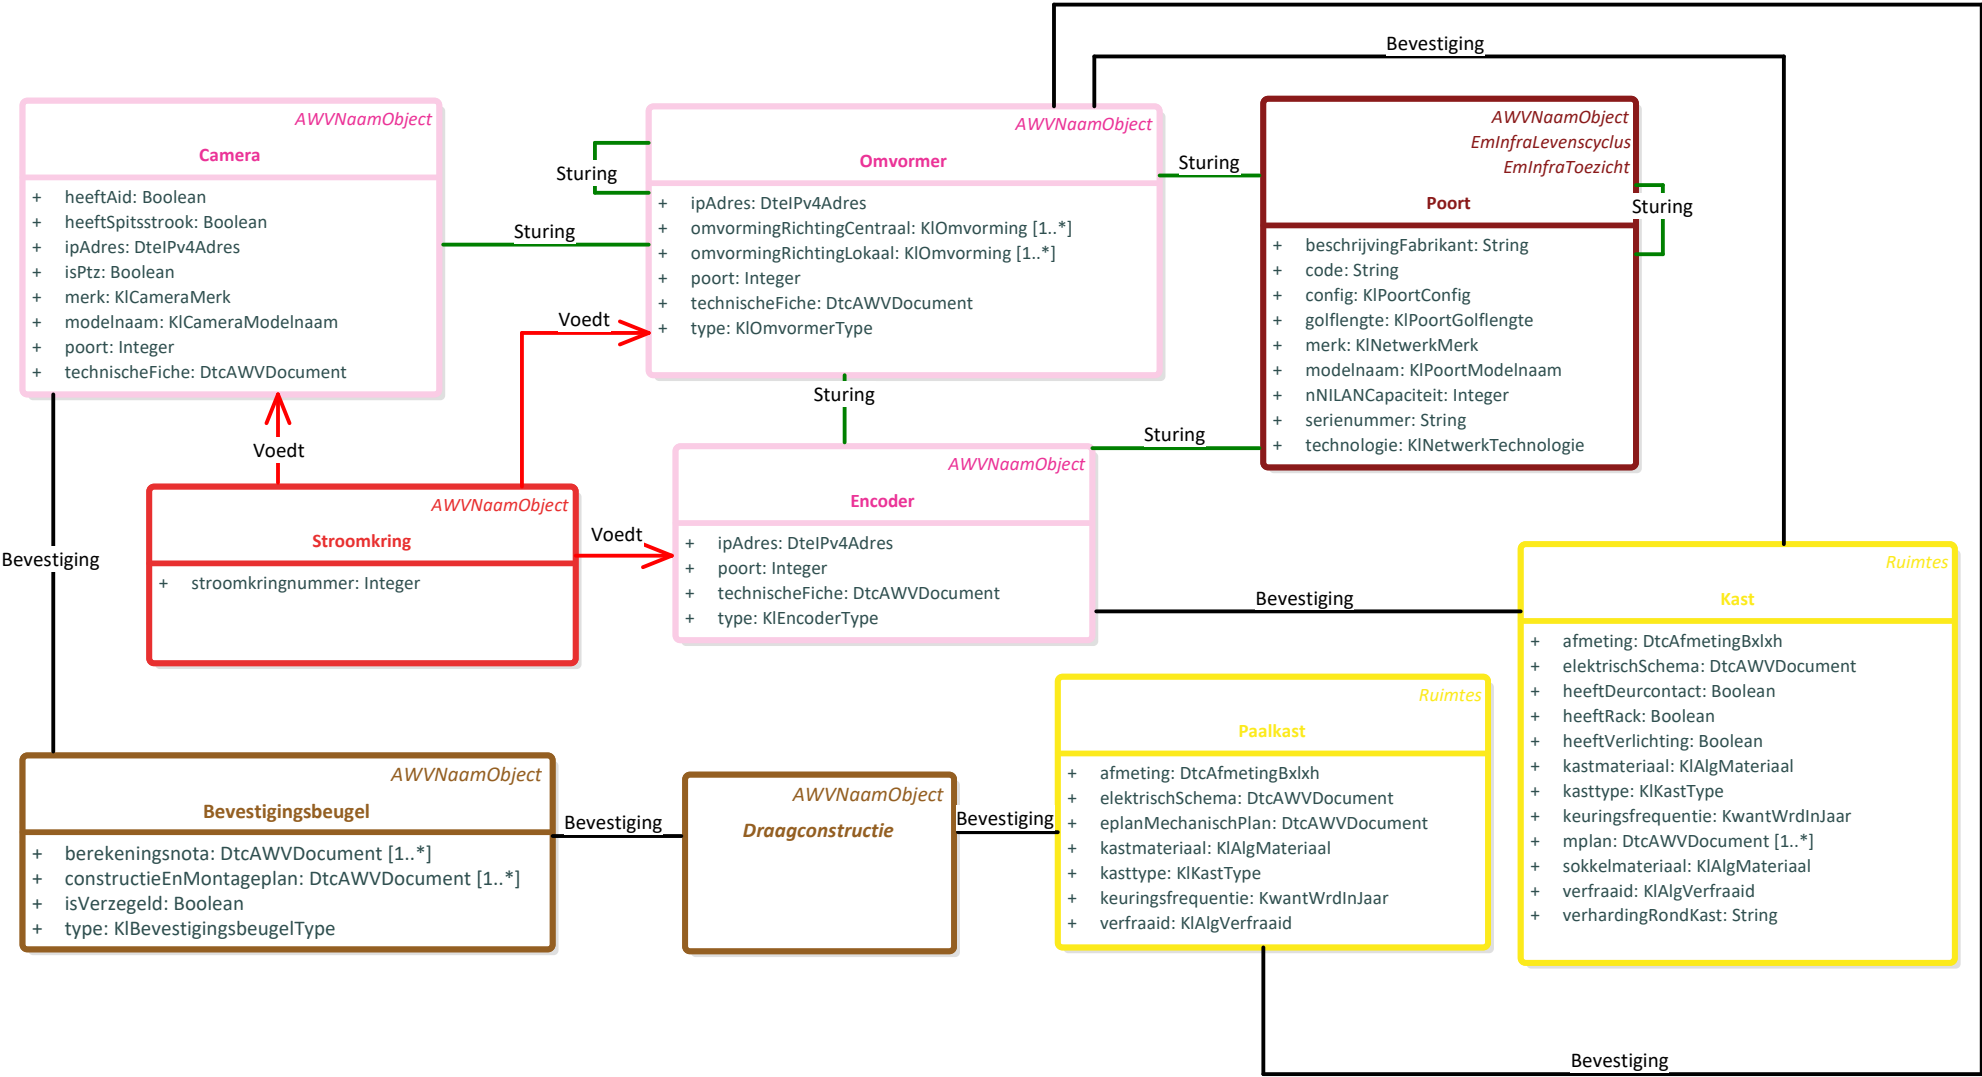 Bevestiging
AWVNaamObject
Camera
+ heeftAid: Boolean
+ heeftSpitsstrook: Boolean
+ ipAdres: DteIPv4Adres
+ isPtz: Boolean
+ merk: KlCameraMerk
+ modelnaam: KlCameraModelnaam
+ poort: Integer
+ technischeFiche: DtcAWVDocument
Sturing
Sturing
AWVNaamObject
Omvormer
+ ipAdres: DteIPv4Adres
+ omvormingRichtingCentraal: KlOmvorming [1..*]
+ omvormingRichtingLokaal: KlOmvorming [1..*]
+ poort: Integer
+ technischeFiche: DtcAWVDocument
+ type: KlOmvormerType
Sturing
AWVNaamObject
EmInfraLevenscyclus
EmInfraToezicht
Poort
+ beschrijvingFabrikant: String
+ code: String
+ config: KlPoortConfig
+ golflengte: KlPoortGolflengte
+ merk: KlNetwerkMerk
+ modelnaam: KlPoortModelnaam
+ nNILANCapaciteit: Integer
+ serienummer: String
+ technologie: KlNetwerkTechnologie
Sturing
Voedt
Voedt
Sturing
Sturing
AWVNaamObject
Stroomkring
+ stroomkringnummer: Integer
Voedt
AWVNaamObject
Encoder
+ ipAdres: DteIPv4Adres
+ poort: Integer
+ technischeFiche: DtcAWVDocument
+ type: KlEncoderType
Bevestiging
Bevestiging
Ruimtes
Kast
+ afmeting: DtcAfmetingBxlxh
+ elektrischSchema: DtcAWVDocument
+ heeftDeurcontact: Boolean
+ heeftRack: Boolean
+ heeftVerlichting: Boolean
+ kastmateriaal: KlAlgMateriaal
+ kasttype: KlKastType
+ keuringsfrequentie: KwantWrdInJaar
+ mplan: DtcAWVDocument [1..*]
+ sokkelmateriaal: KlAlgMateriaal
+ verfraaid: KlAlgVerfraaid
+ verhardingRondKast: String
AWVNaamObject
Bevestigingsbeugel
+ berekeningsnota: DtcAWVDocument [1..*]
+ constructieEnMontageplan: DtcAWVDocument [1..*]
+ isVerzegeld: Boolean
+ type: KlBevestigingsbeugelType
Bevestiging
AWVNaamObject
Draagconstructie
Bevestiging
Ruimtes
Paalkast
+ afmeting: DtcAfmetingBxlxh
+ elektrischSchema: DtcAWVDocument
+ eplanMechanischPlan: DtcAWVDocument
+ kastmateriaal: KlAlgMateriaal
+ kasttype: KlKastType
+ keuringsfrequentie: KwantWrdInJaar
+ verfraaid: KlAlgVerfraaid
Bevestiging